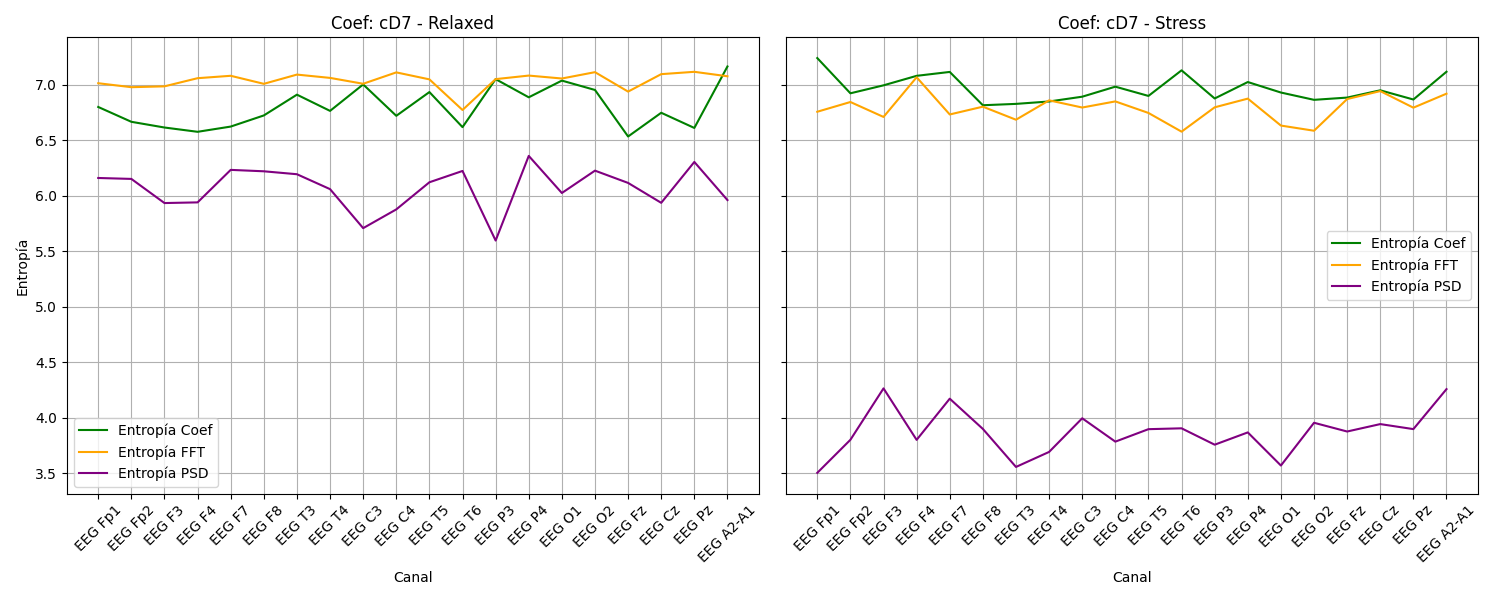 Coef: cD7 - Relaxed
Entropía
7.0
6.5
6.0
5.5
5.0
4.5
4.0
3.5
Entropía Coef
Entropía FFT
Entropía PSD
EEG Fp1
EEG Fp2
EEG F3
EEG F4
EEG F7
EEG F8
EEG T3
EEG T4
EEG C3
EEG C4
EEG T5
EEG T6
EEG P3
EEG P4
EEG O1
EEG O2
EEG Fz
EEG Cz
EEG Pz
EEG A2-A1
Canal
Coef: cD7 - Stress
Entropía Coef
Entropía FFT
Entropía PSD
EEG Fp1
EEG Fp2
EEG F3
EEG F4
EEG F7
EEG F8
EEG T3
EEG T4
EEG C3
EEG C4
EEG T5
EEG T6
EEG P3
EEG P4
EEG O1
EEG O2
EEG Fz
EEG Cz
EEG Pz
EEG A2-A1
Canal